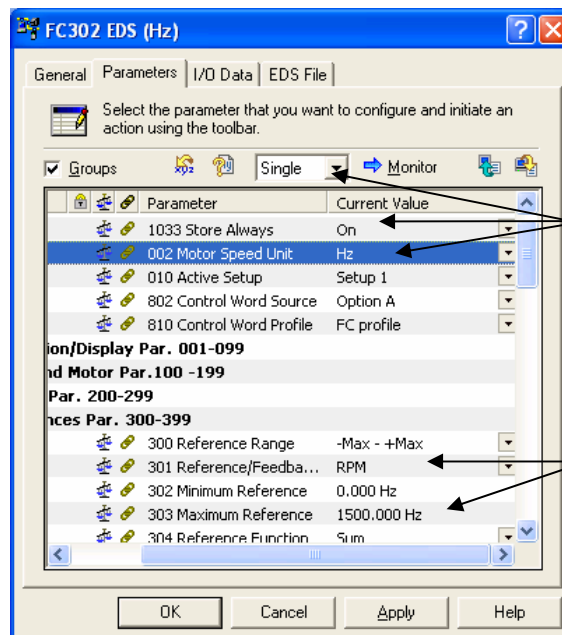 FC302 EDS (Hz)
General Parameters I/O Data EDS File
Select the parameter that you want to configure and initiate an
action using the toolbar.
Groups Single Monitor
Parameter Current Value
1033 Store Always On
002 Motor Speed Unit Hz
010 Active Setup Setup 1
802 Control Word Source Option A
810 Control Word Profile FC profile
ion/Display Par. 001-099
nd Motor Par.100 -199
Par. 200-299
nces Par. 300-399
300 Reference Range -Max - +Max
301 Reference/Feedba... RPM
302 Minimum Reference 0.000 Hz
303 Maximum Reference 1500.000 Hz
304 Reference Function Sum
OK Cancel Apply Help